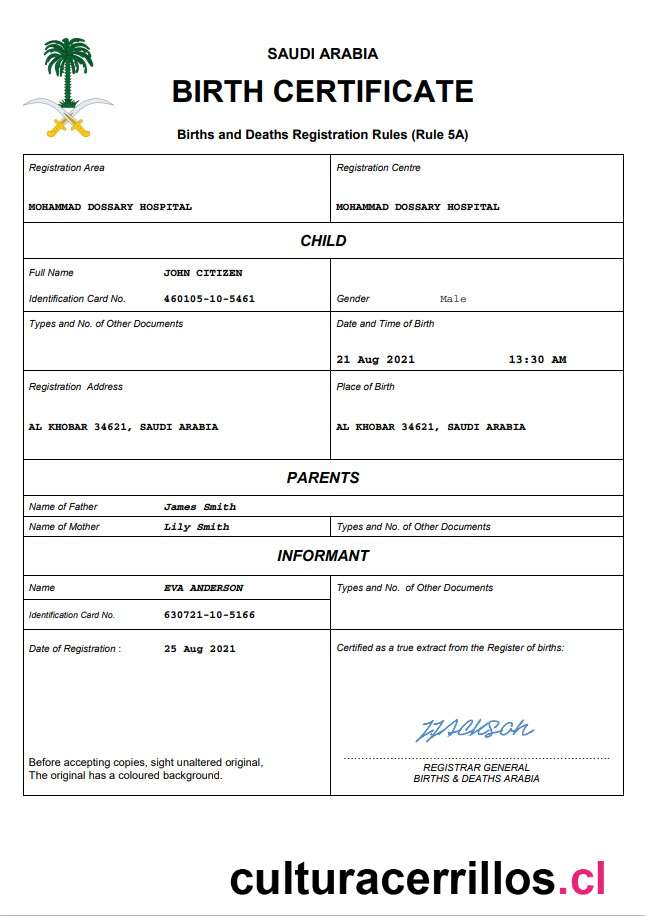 SAUDI ARABIA
BIRTH CERTIFICATE
Births and Deaths Registration Rules (Rule 5A)
Registration Area
Registration Centre
MOHAMMAD DOSSARY HOSPITAL
MOHAMMAD DOSSARY HOSPITAL
CHILD
Full Name JOHN CITIZEN
Identification Card No. 460105-10-5461
Gender Male
Types and No. of Other Documents
Date and Time of Birth
21 Aug 2021 13:30 AM
Registration Address
Place of Birth
AL KHOBAR 34621, SAUDI ARABIA
AL KHOBAR 34621, SAUDI ARABIA
PARENTS
Name of Father James Smith
Name of Mother Lily Smith
Types and No. of Other Documents
INFORMANT
Name EVA ANDERSON
Types and No. of Other Documents
Identification Card No. 630721-10-5166
Date of Registration : 25 Aug 2021
Certified as a true extract from the Register of births:
JJackson
Before accepting copies, sight unaltered original,
The original has a coloured background.
REGISTRAR GENERAL
BIRTHS & DEATHS ARABIA
culturacerrillos.cl